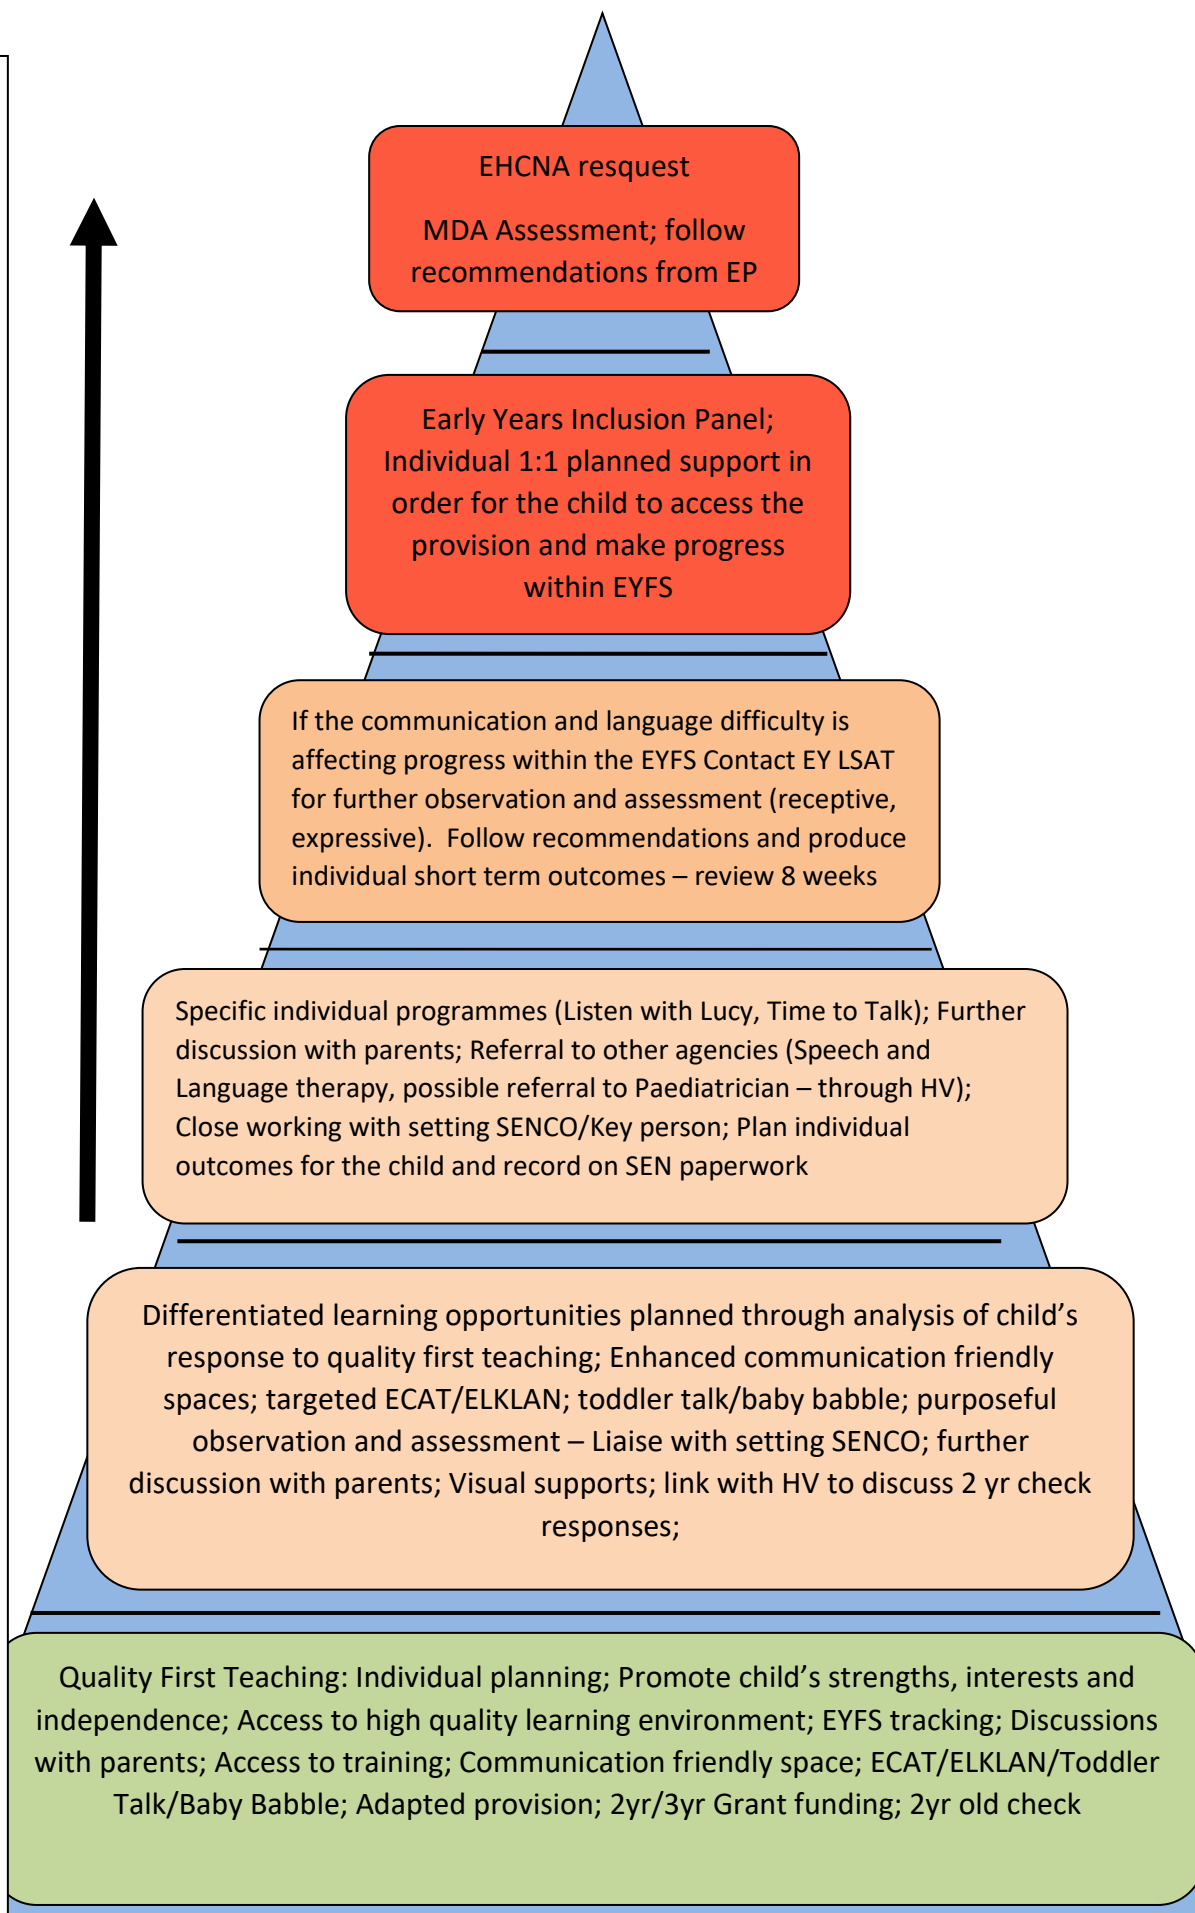 EHCNA resquest
MDA Assessment; follow
recommendations from EP
Early Years Inclusion Panel;
Individual 1:1 planned support in
order for the child to access the
provision and make progress
within EYFS
If the communication and language difficulty is
affecting progress within the EYFS Contact EY LSAT
for further observation and assessment (receptive,
expressive).  Follow recommendations and produce
individual short term outcomes – review 8 weeks
Specific individual programmes (Listen with Lucy, Time to Talk); Further
discussion with parents; Referral to other agencies (Speech and
Language therapy, possible referral to Paediatrician – through HV);
Close working with setting SENCO/Key person; Plan individual
outcomes for the child and record on SEN paperwork
Differentiated learning opportunities planned through analysis of child’s
response to quality first teaching; Enhanced communication friendly
spaces; targeted ECAT/ELKLAN; toddler talk/baby babble; purposeful
observation and assessment – Liaise with setting SENCO; further
discussion with parents; Visual supports; link with HV to discuss 2 yr check
responses;
Quality First Teaching: Individual planning; Promote child’s strengths, interests and
independence; Access to high quality learning environment; EYFS tracking; Discussions
with parents; Access to training; Communication friendly space; ECAT/ELKLAN/Toddler
Talk/Baby Babble; Adapted provision; 2yr/3yr Grant funding; 2yr old check